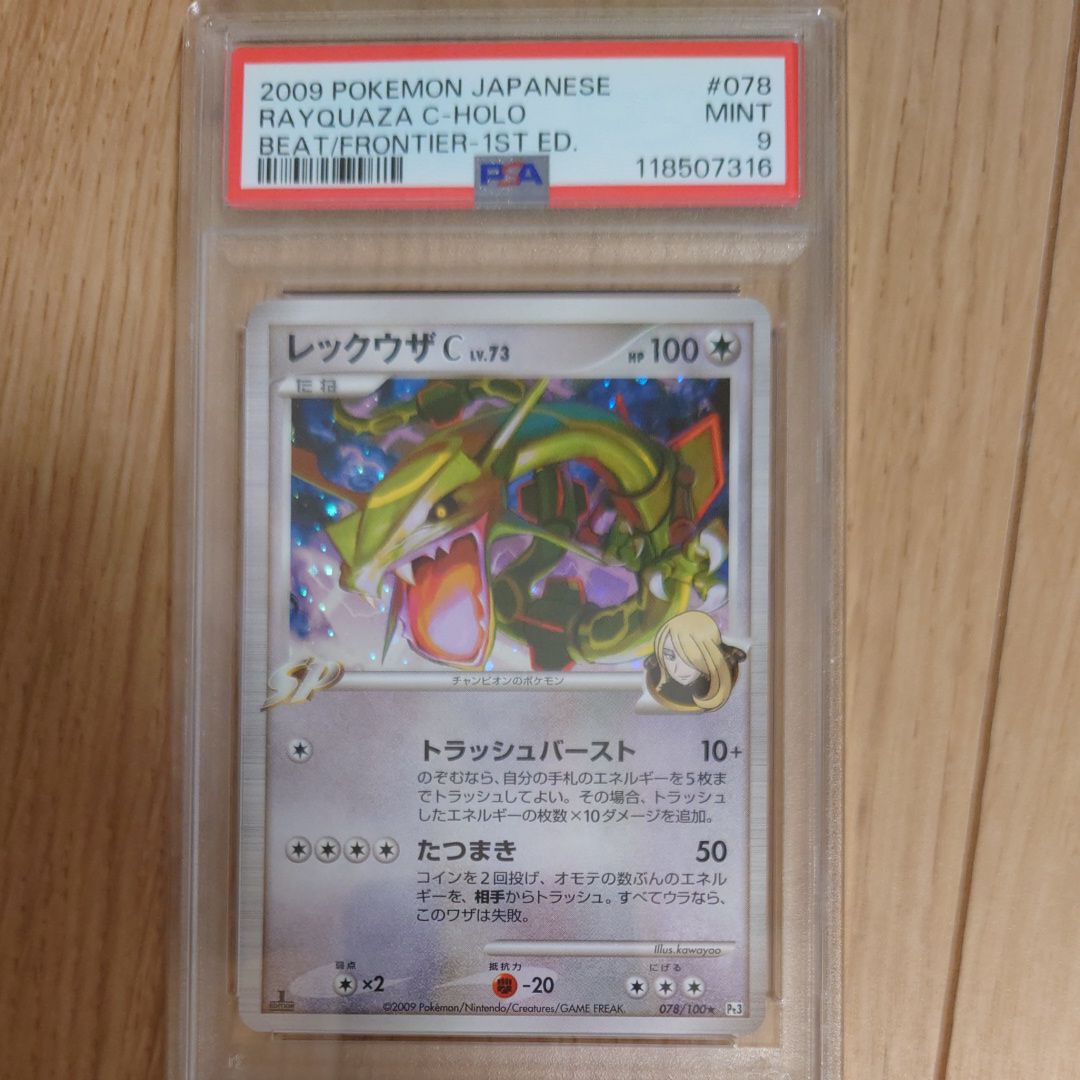 2009 POKEMON JAPANESE #078
RAYQUAZA C-HOLO MINT
BEAT/FRONTIER-1ST ED. 9
PSA 118507316
レックウザ C LV.73 HP 100
たね
SP
チャンピオンのポケモン
トラッシュバースト 10+
のぞむなら、自分の手札のエネルギーを5枚ま
でトラッシュしてよい。その場合、トラッシュ
したエネルギーの枚数×10ダメージを追加。
たつまき 50
コインを2回投げ、オモテの数ぶんのエネル
ギーを、相手からトラッシュ。すべてウラなら、
このワザは失敗。
Illus.kawayoo
弱点 ×2 抵抗力 -20 にげる
1 EDITION ©2009 Pokémon/Nintendo/Creatures/GAME FREAK. 078/100★ Pt3